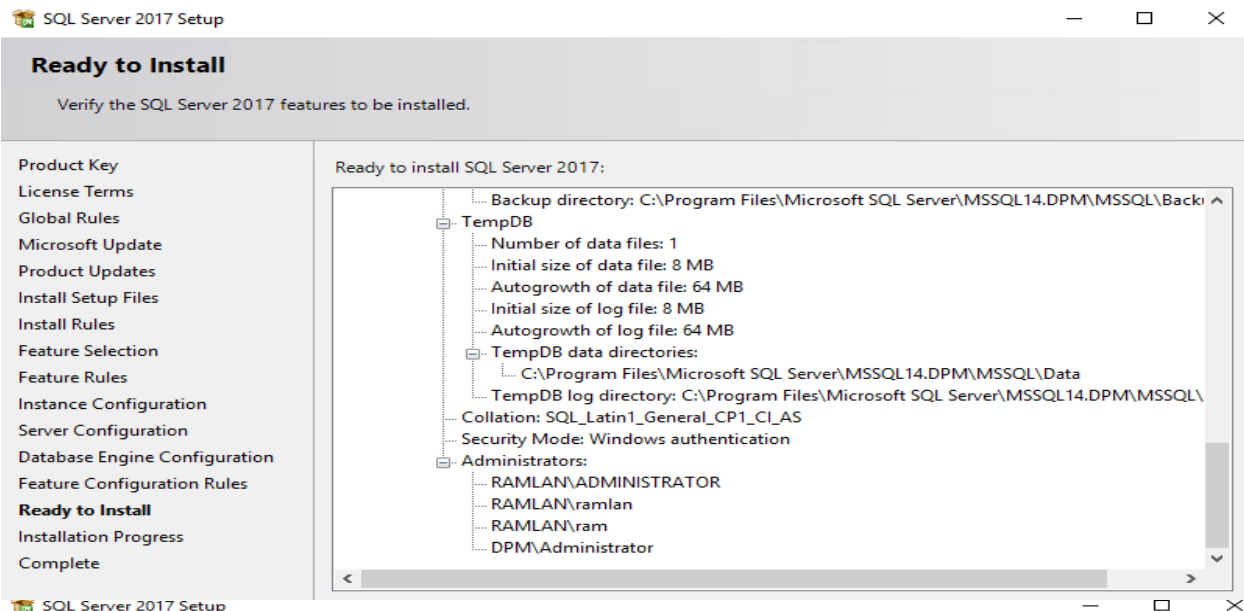 SQL Server 2017 Setup
Ready to Install
Verify the SQL Server 2017 features to be installed.
Product Key
License Terms
Global Rules
Microsoft Update
Product Updates
Install Setup Files
Install Rules
Feature Selection
Feature Rules
Instance Configuration
Server Configuration
Database Engine Configuration
Feature Configuration Rules
Ready to Install
Installation Progress
Complete
Ready to install SQL Server 2017:
Backup directory: C:\Program Files\Microsoft SQL Server\MSSQL14.DPM\MSSQL\Backu
TempDB
Number of data files: 1
Initial size of data file: 8 MB
Autogrowth of data file: 64 MB
Initial size of log file: 8 MB
Autogrowth of log file: 64 MB
TempDB data directories:
C:\Program Files\Microsoft SQL Server\MSSQL14.DPM\MSSQL\Data
TempDB log directory: C:\Program Files\Microsoft SQL Server\MSSQL14.DPM\MSSQL\
Collation: SQL_Latin1_General_CP1_CI_AS
Security Mode: Windows authentication
Administrators:
RAMLAN\ADMINISTRATOR
RAMLAN\ramlan
RAMLAN\ram
DPM\Administrator
SQL Server 2017 Setup